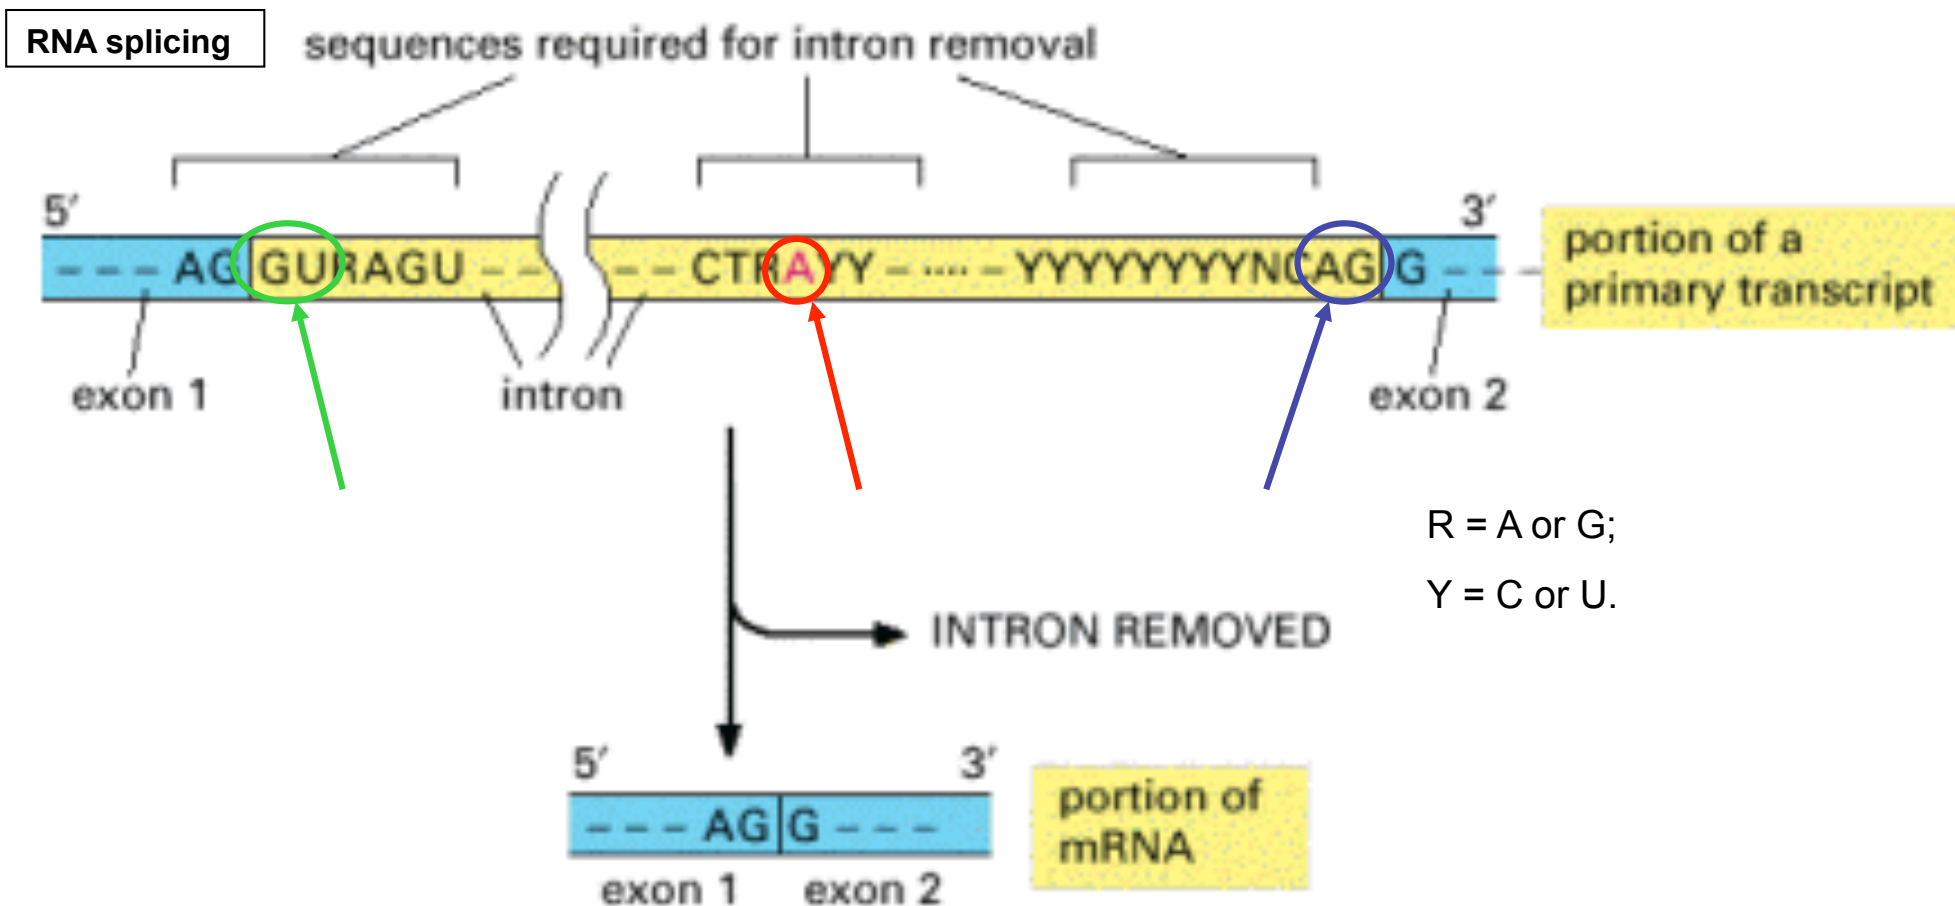 RNA splicing
sequences required for intron removal
5′
3′
- - - AG|GURAGU - - - - CTRAYY - ···· - YYYYYYYYNCAG|G - - -
portion of a
primary transcript
exon 1
intron
exon 2
R = A or G;
Y = C or U.
INTRON REMOVED
5′
3′
- - - AG|G - - -
portion of
mRNA
exon 1
exon 2